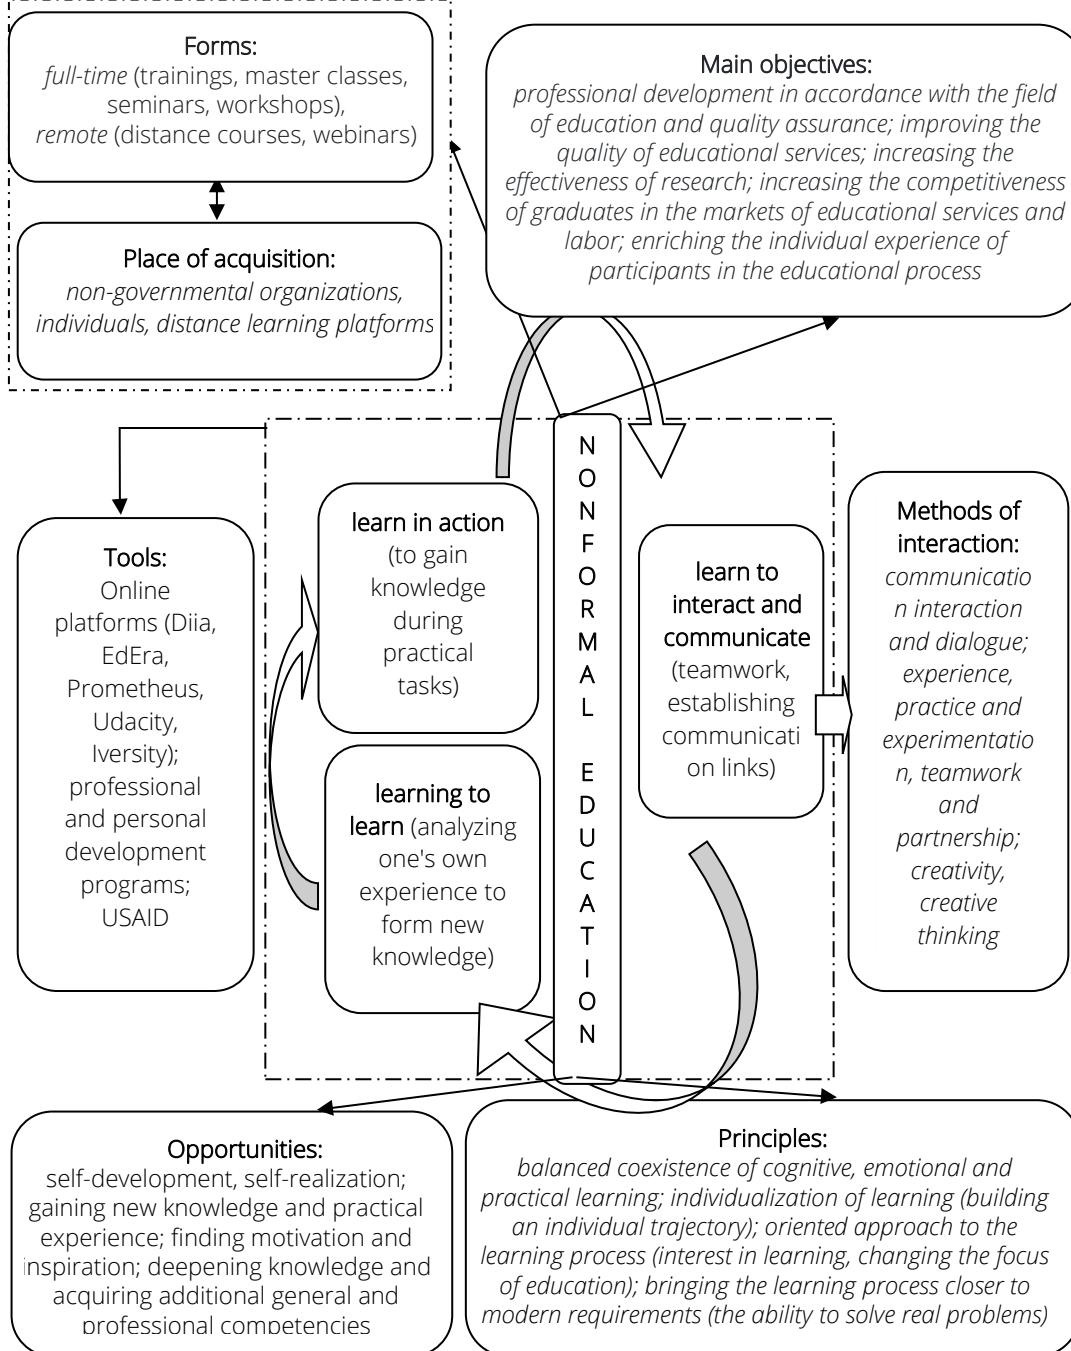 Forms:
full-time (trainings, master classes,
seminars, workshops),
remote (distance courses, webinars)
Place of acquisition:
non-governmental organizations,
individuals, distance learning platforms
Main objectives:
professional development in accordance with the field
of education and quality assurance; improving the
quality of educational services; increasing the
effectiveness of research; increasing the competitiveness
of graduates in the markets of educational services and
labor; enriching the individual experience of
participants in the educational process
Tools:
Online
platforms (Diia,
EdEra,
Prometheus,
Udacity,
Iversity);
professional
and personal
development
programs;
USAID
learn in action
(to gain
knowledge
during
practical
tasks)
learning to
learn (analyzing
one's own
experience to
form new
knowledge)
N
O
N
F
O
R
M
A
L
E
D
U
C
A
T
I
O
N
learn to
interact and
communicate
(teamwork,
establishing
communicati
on links)
Methods of
interaction:
communicatio
n interaction
and dialogue;
experience,
practice and
experimentatio
n, teamwork
and
partnership;
creativity,
creative
thinking
Opportunities:
self-development, self-realization;
gaining new knowledge and practical
experience; finding motivation and
inspiration; deepening knowledge and
acquiring additional general and
professional competencies
Principles:
balanced coexistence of cognitive, emotional and
practical learning; individualization of learning (building
an individual trajectory); oriented approach to the
learning process (interest in learning, changing the focus
of education); bringing the learning process closer to
modern requirements (the ability to solve real problems)